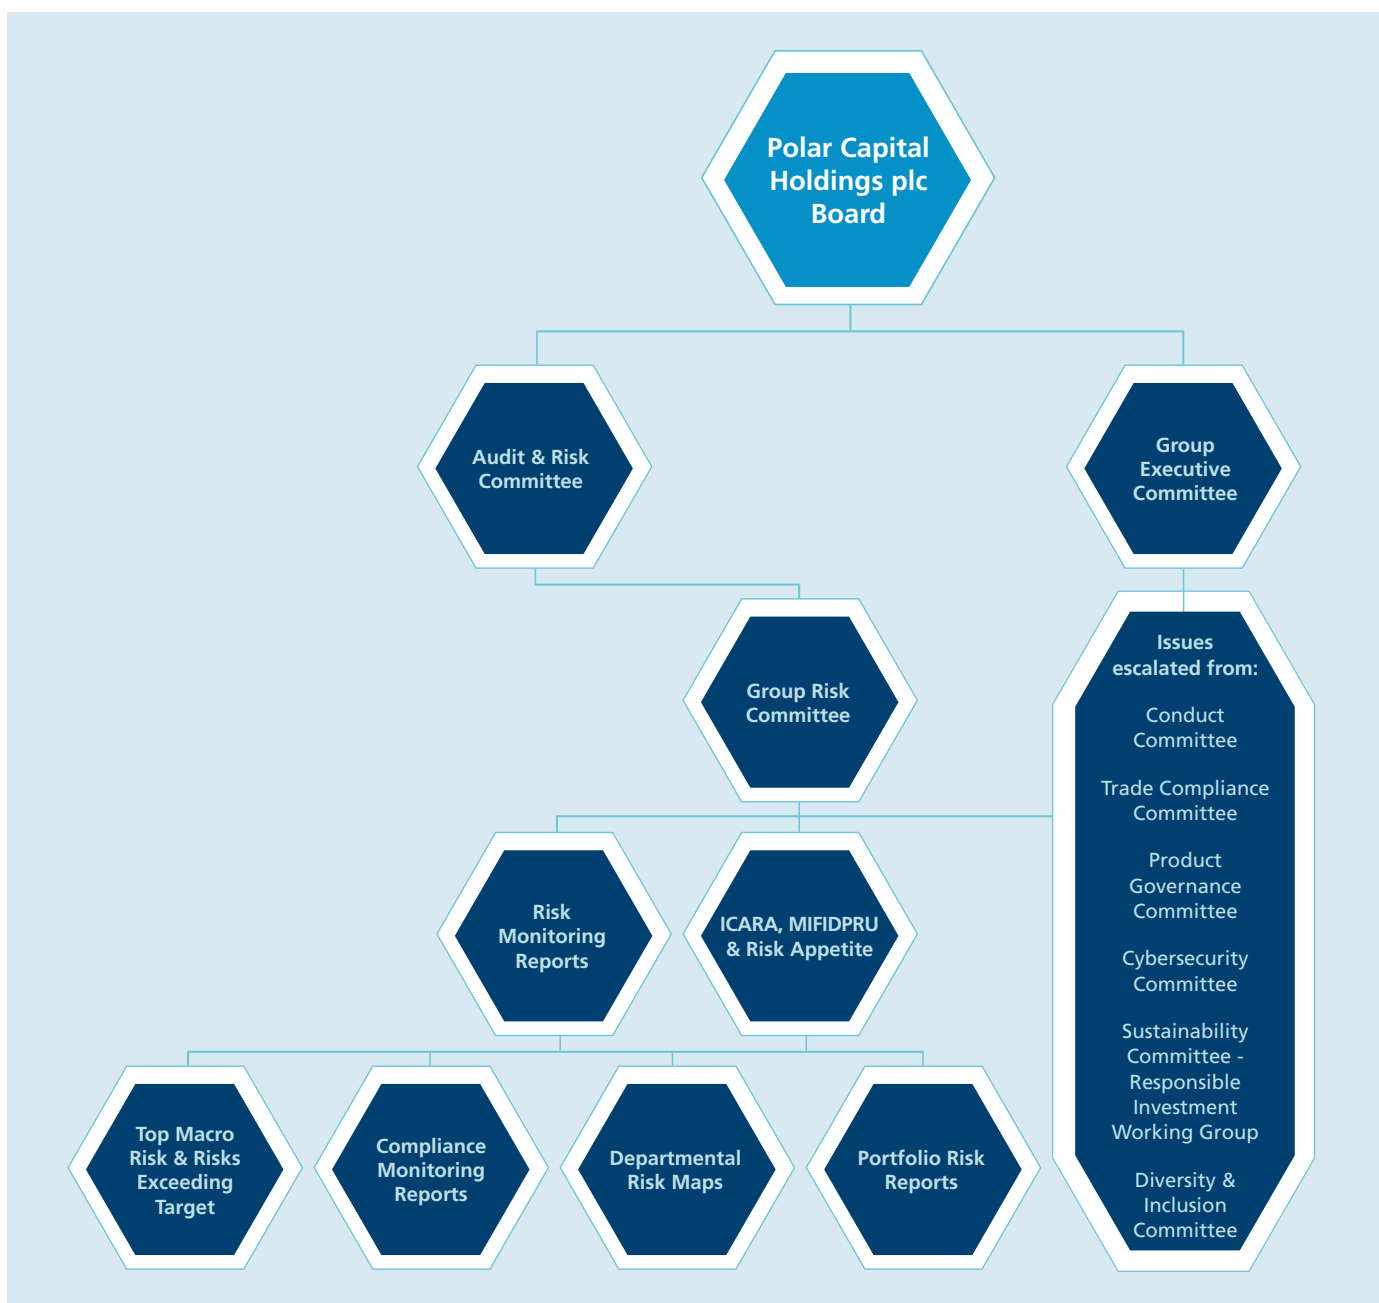 Polar Capital
Holdings plc
Board
Audit & Risk
Committee
Group
Executive
Committee
Group Risk
Committee
Issues
escalated from:
Conduct
Committee
Trade Compliance
Committee
Product
Governance
Committee
Cybersecurity
Committee
Sustainability
Committee -
Responsible
Investment
Working Group
Diversity &
Inclusion
Committee
Risk
Monitoring
Reports
ICARA, MIFIDPRU
& Risk Appetite
Top Macro
Risk & Risks
Exceeding
Target
Compliance
Monitoring
Reports
Departmental
Risk Maps
Portfolio Risk
Reports